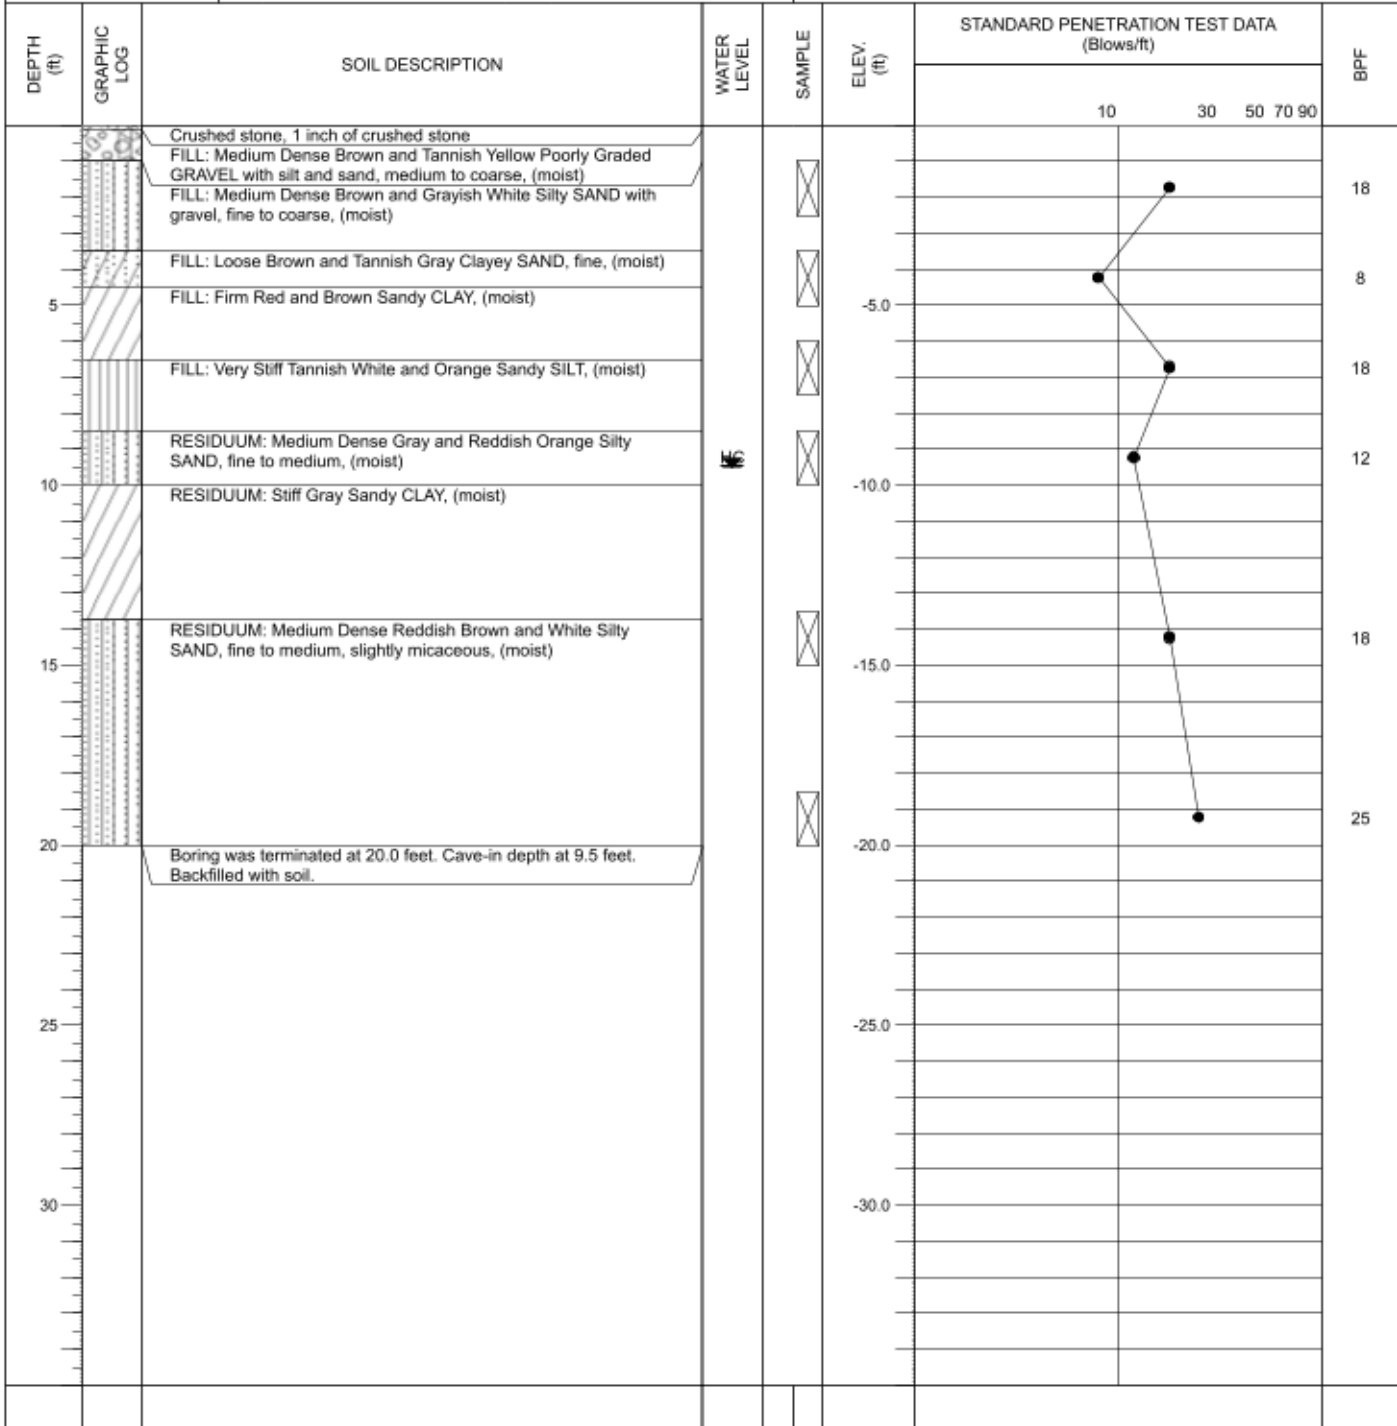 DEPTH
(ft)
GRAPHIC
LOG
SOIL DESCRIPTION
WATER
LEVEL
SAMPLE
ELEV.
(ft)
STANDARD PENETRATION TEST DATA
(Blows/ft)
10 30 50 70 90
BPF
Crushed stone, 1 inch of crushed stone
FILL: Medium Dense Brown and Tannish Yellow Poorly Graded
GRAVEL with silt and sand, medium to coarse, (moist)
FILL: Medium Dense Brown and Grayish White Silty SAND with
gravel, fine to coarse, (moist)
18
FILL: Loose Brown and Tannish Gray Clayey SAND, fine, (moist)
8
FILL: Firm Red and Brown Sandy CLAY, (moist)
5 -5.0
FILL: Very Stiff Tannish White and Orange Sandy SILT, (moist)
18
RESIDUUM: Medium Dense Gray and Reddish Orange Silty
SAND, fine to medium, (moist)
12
10 -10.0
RESIDUUM: Stiff Gray Sandy CLAY, (moist)
RESIDUUM: Medium Dense Reddish Brown and White Silty
SAND, fine to medium, slightly micaceous, (moist)
18
15 -15.0
25
20 -20.0
Boring was terminated at 20.0 feet. Cave-in depth at 9.5 feet.
Backfilled with soil.
25 -25.0
30 -30.0